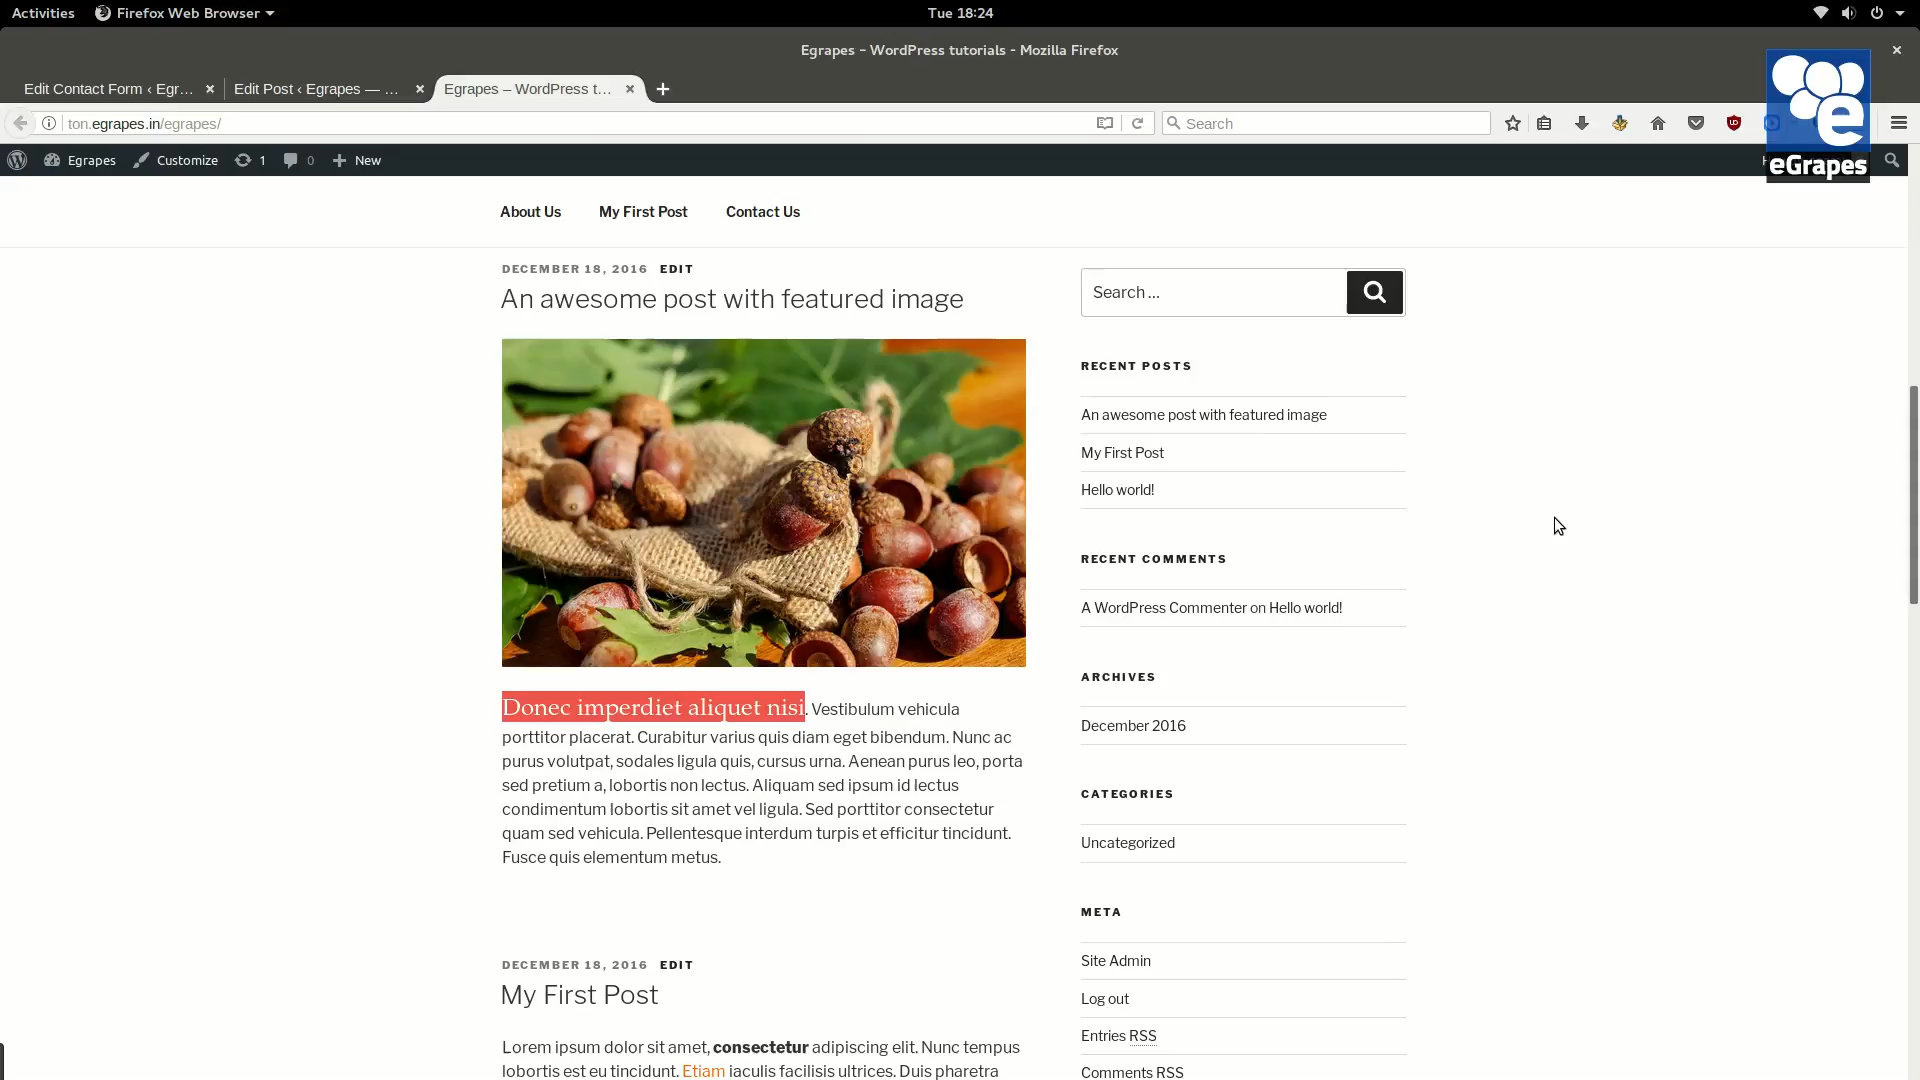 Activities
Firefox Web Browser
Tue 18:24
Egrapes – WordPress tutorials - Mozilla Firefox
Edit Contact Form ‹ Egr...
Edit Post ‹ Egrapes — ...
Egrapes – WordPress t...
ton.egrapes.in/egrapes/
Search
eGrapes
Egrapes
Customize
1
0
New
About Us
My First Post
Contact Us
DECEMBER 18, 2016 EDIT
An awesome post with featured image
Donec imperdiet aliquet nisi. Vestibulum vehicula
porttitor placerat. Curabitur varius quis diam eget bibendum. Nunc ac
purus volutpat, sodales ligula quis, cursus urna. Aenean purus leo, porta
sed pretium a, lobortis non lectus. Aliquam sed ipsum id lectus
condimentum lobortis sit amet vel ligula. Sed porttitor consectetur
quam sed vehicula. Pellentesque interdum turpis et efficitur tincidunt.
Fusce quis elementum metus.
DECEMBER 18, 2016 EDIT
My First Post
Lorem ipsum dolor sit amet, consectetur adipiscing elit. Nunc tempus
lobortis est eu tincidunt. Etiam iaculis facilisis ultrices. Duis pharetra
Search ...
RECENT POSTS
An awesome post with featured image
My First Post
Hello world!
RECENT COMMENTS
A WordPress Commenter on Hello world!
ARCHIVES
December 2016
CATEGORIES
Uncategorized
META
Site Admin
Log out
Entries RSS
Comments RSS